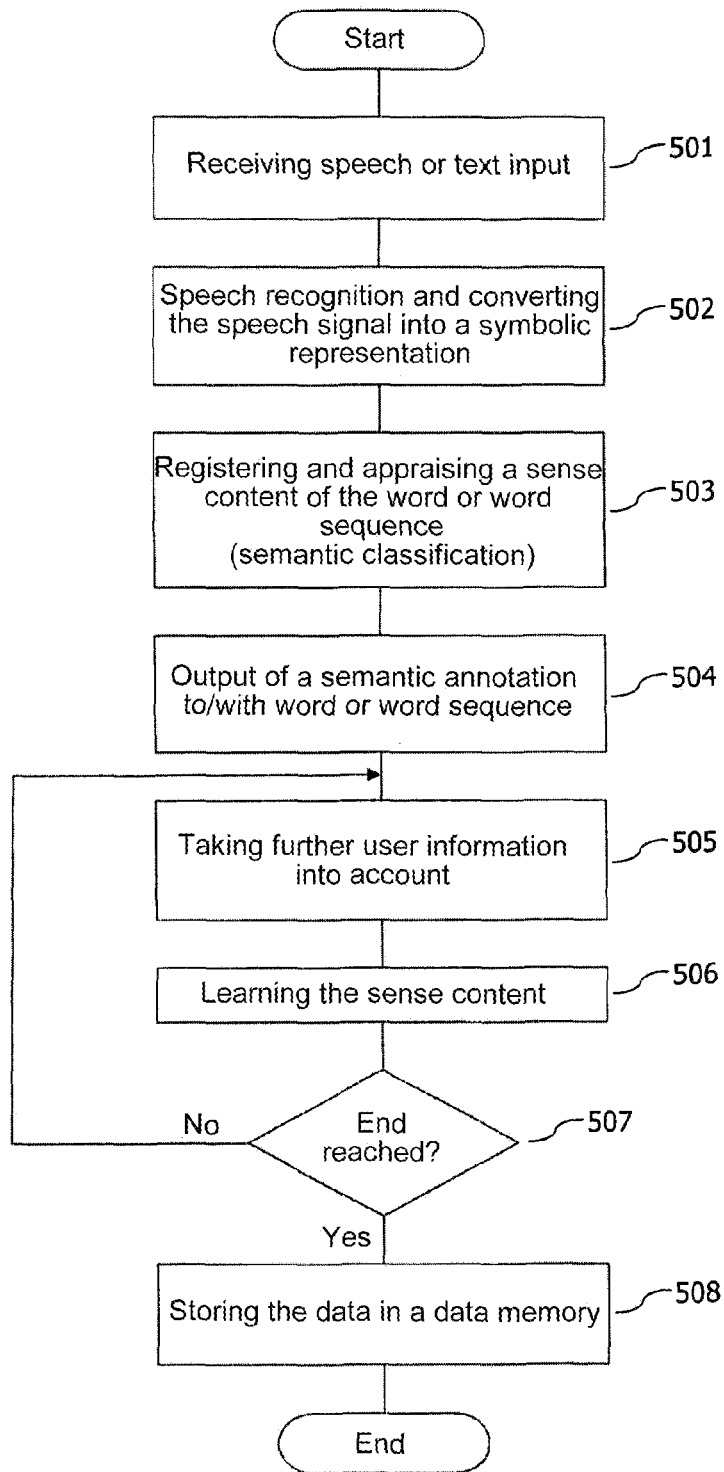 Start
Receiving speech or text input
501
Speech recognition and converting
the speech signal into a symbolic
representation
502
Registering and appraising a sense
content of the word or word
sequence
(semantic classification)
503
Output of a semantic annotation
to/with word or word sequence
504
Taking further user information
into account
505
Learning the sense content
506
End
reached?
507
No
Yes
Storing the data in a data memory
508
End